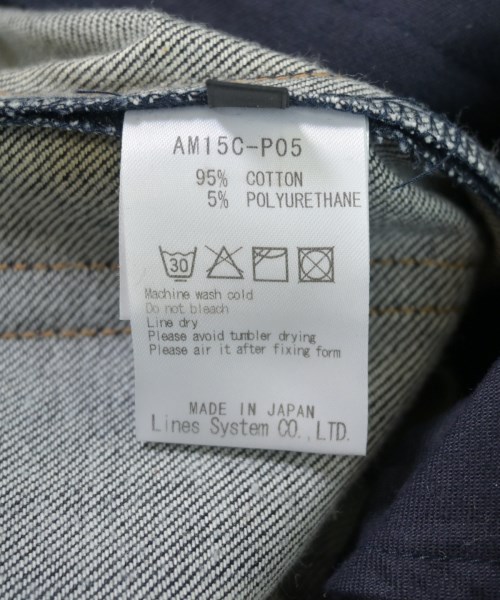 AM15C-P05
95% COTTON
5% POLYURETHANE
30
Machine wash cold
Do not bleach
Line dry
Please avoid tumbler drying
Please air it after fixing form
MADE IN JAPAN
Lines System CO.,LTD.